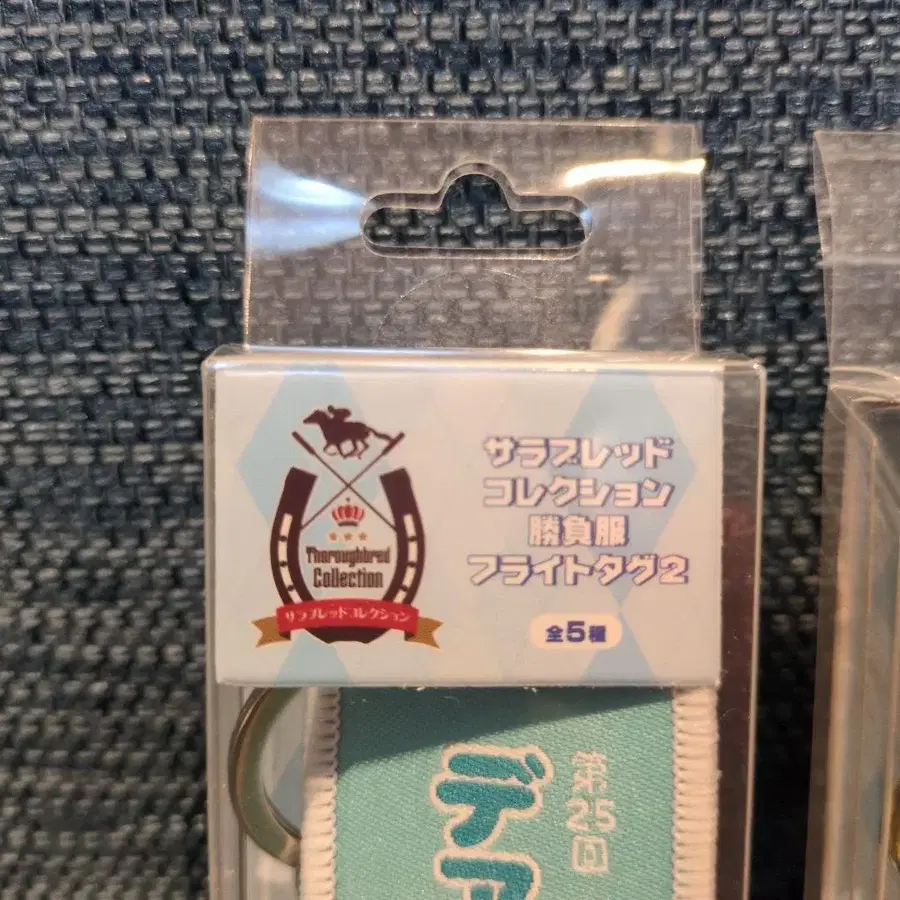 Thoroughbred
Collection
サラブレッドコレクション
サラブレッド
コレクション
勝負服
フライトタグ2
全5種
第25回